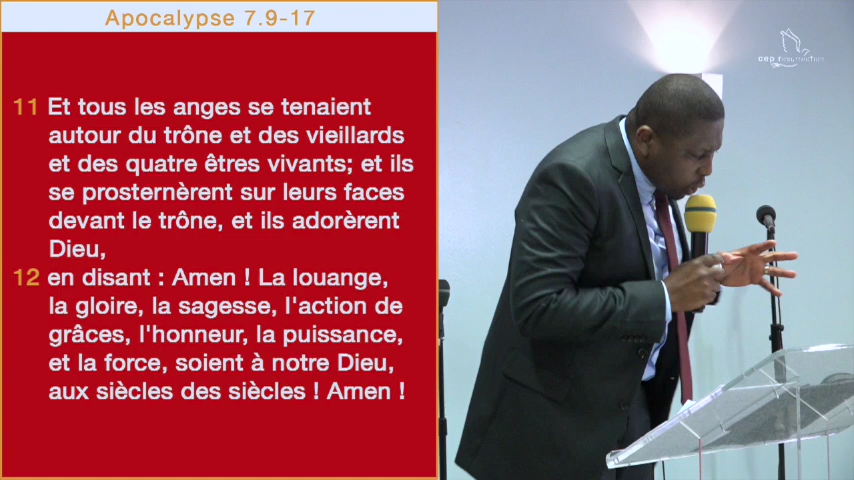 Apocalypse 7.9-17
11 Et tous les anges se tenaient
autour du trône et des vieillards
et des quatre êtres vivants; et ils
se prosternèrent sur leurs faces
devant le trône, et ils adorèrent
Dieu,
12 en disant : Amen ! La louange,
la gloire, la sagesse, l'action de
grâces, l'honneur, la puissance,
et la force, soient à notre Dieu,
aux siècles des siècles ! Amen !
cep resurrection